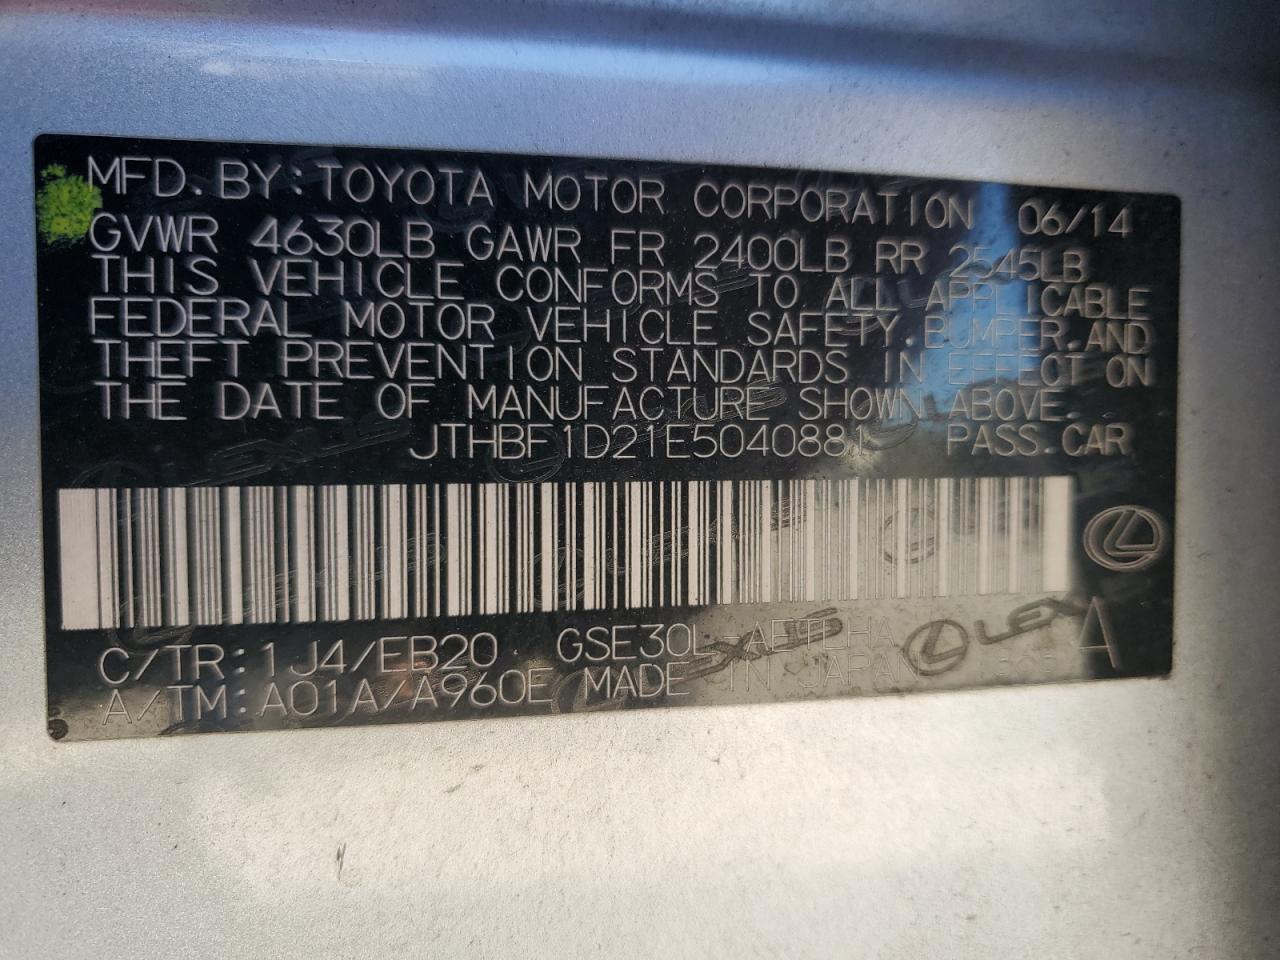 MFD. BY: TOYOTA MOTOR CORPORATION 06/14
GVWR 4630LB GAWR FR 2400LB RR 2545LB
THIS VEHICLE CONFORMS TO ALL APPLICABLE
FEDERAL MOTOR VEHICLE SAFETY, BUMPER, AND
THEFT PREVENTION STANDARDS IN EFFECT ON
THE DATE OF MANUFACTURE SHOWN ABOVE.
JTHBF1D21E5040881 PASS. CAR
C/TR: 1J4/EB20 GSE30L-AETLHA A
A/TM: A01A/A960E MADE IN JAPAN
LEXUS